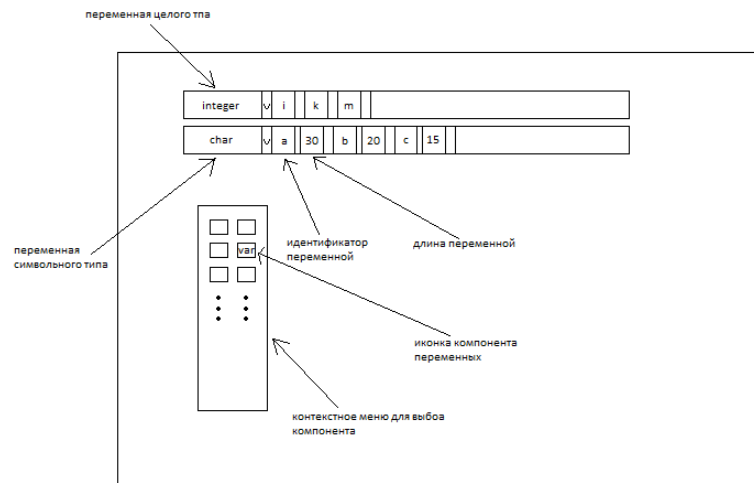 переменная целого тпа
integer v i k m
char v a 30 b 20 c 15
переменная
символьного типа
идентификатор
переменной
длина переменной
var
иконка компонента
переменных
контекстное меню для выбоа
компонента